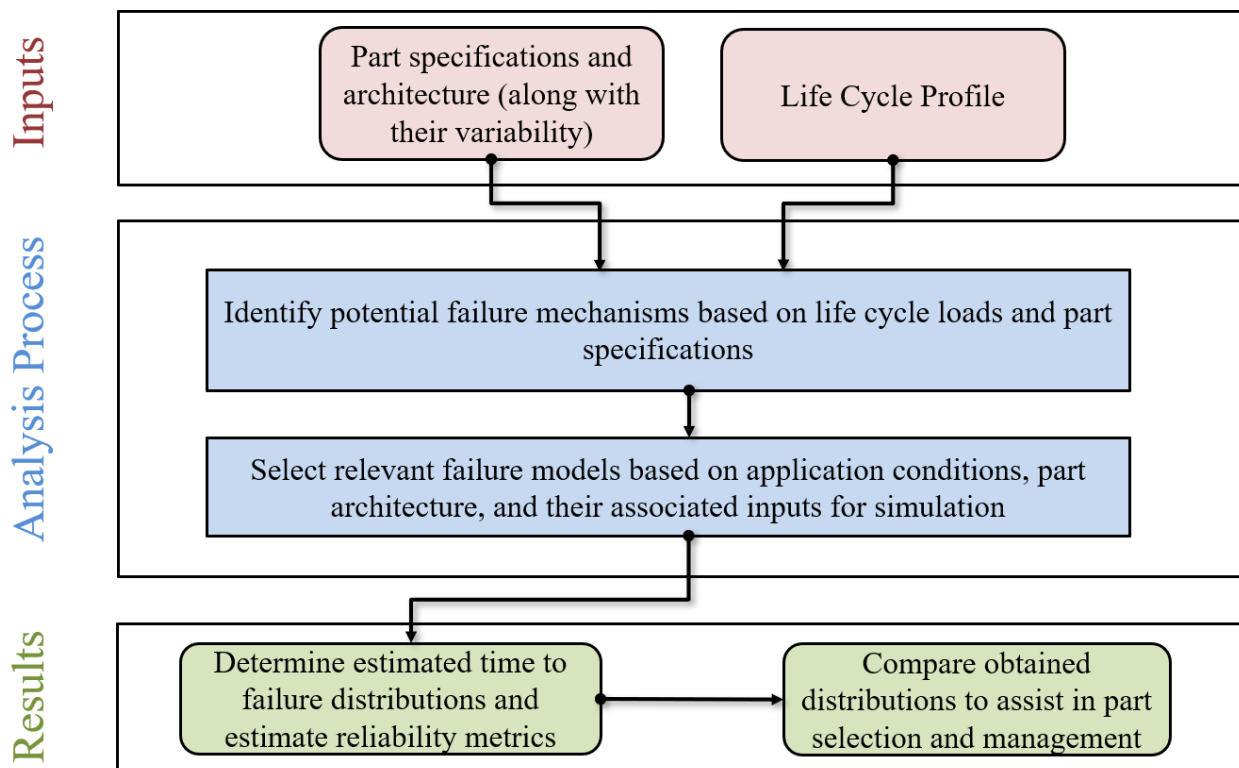 Inputs
Part specifications and
architecture (along with
their variability)
Life Cycle Profile
Analysis Process
Identify potential failure mechanisms based on life cycle loads and part
specifications
Select relevant failure models based on application conditions, part
architecture, and their associated inputs for simulation
Results
Determine estimated time to
failure distributions and
estimate reliability metrics
Compare obtained
distributions to assist in part
selection and management